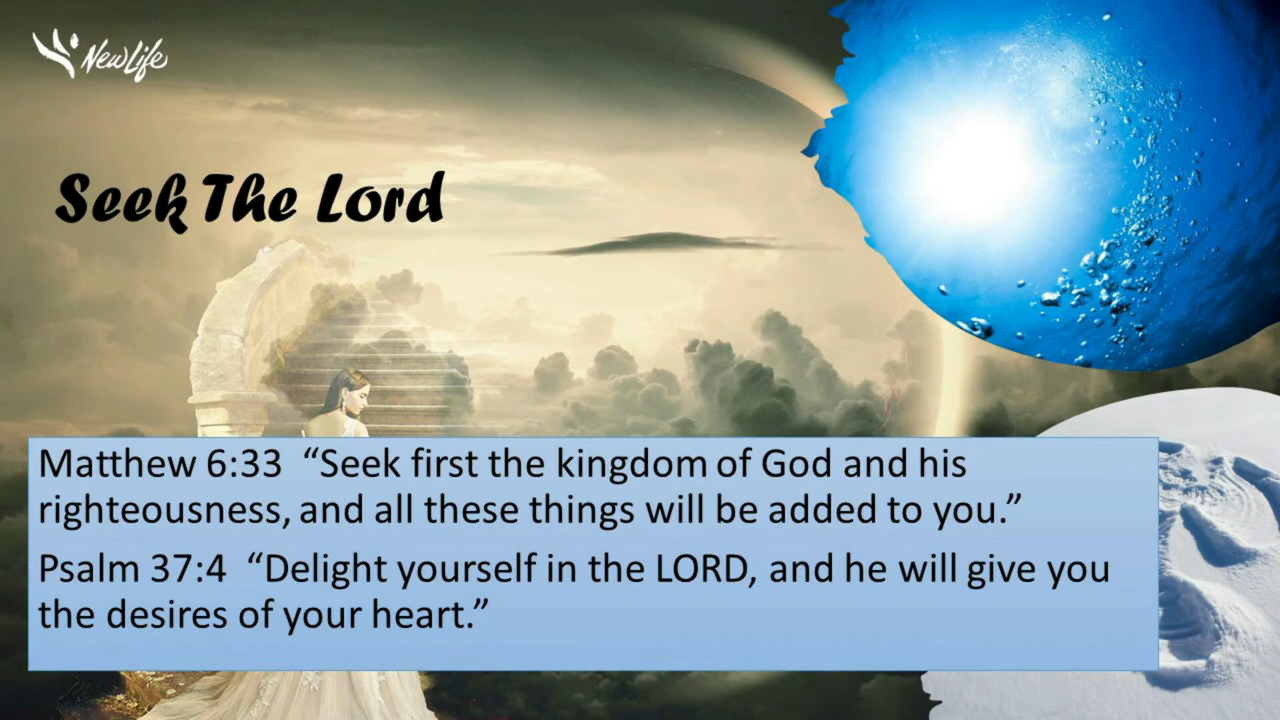 NewLife
Seek The Lord
Matthew 6:33  “Seek first the kingdom of God and his
righteousness, and all these things will be added to you.”
Psalm 37:4  “Delight yourself in the LORD, and he will give you
the desires of your heart.”